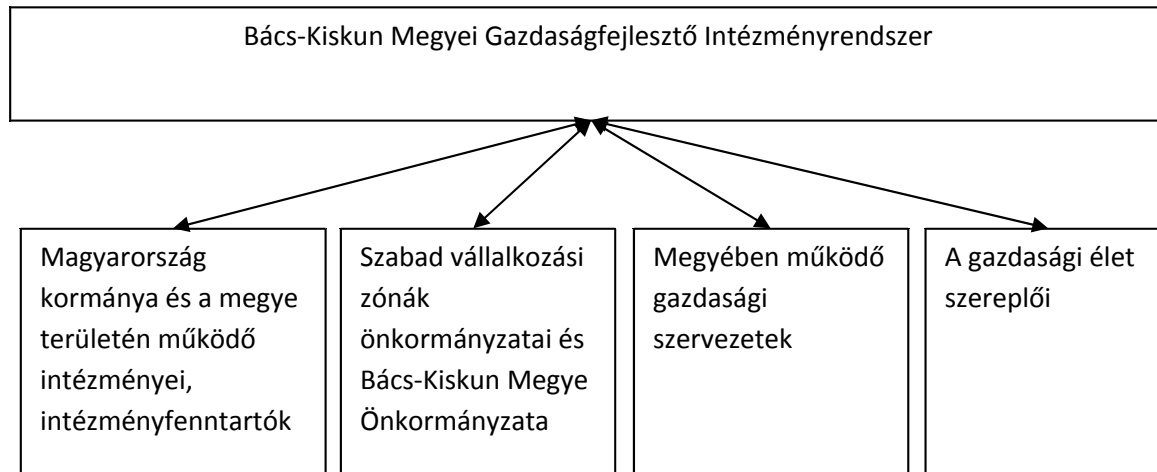 Bács-Kiskun Megyei Gazdaságfejlesztő Intézményrendszer
Magyarország
kormánya és a megye
területén működő
intézményei,
intézményfenntartók
Szabad vállalkozási
zónák
önkormányzatai és
Bács-Kiskun Megye
Önkormányzata
Megyében működő
gazdasági
szervezetek
A gazdasági élet
szereplői